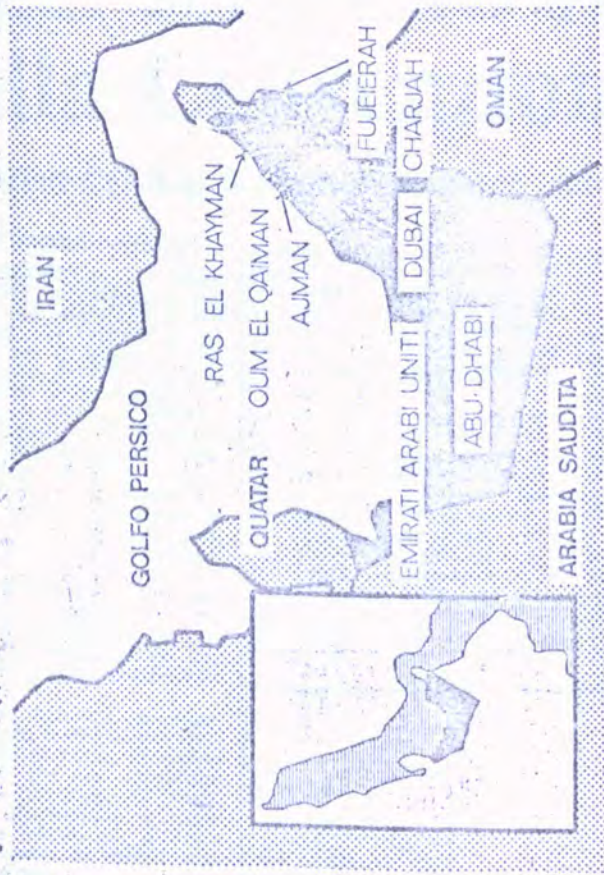 IRAN
GOLFO PERSICO
RAS EL KHAYMAN
QUATAR
OUM EL QAIMAN
AJMAN
FUJEIERAH
EMIRATI ARABI UNITI
DUBAI
CHARJAH
ABU DHABI
OMAN
ARABIA SAUDITA